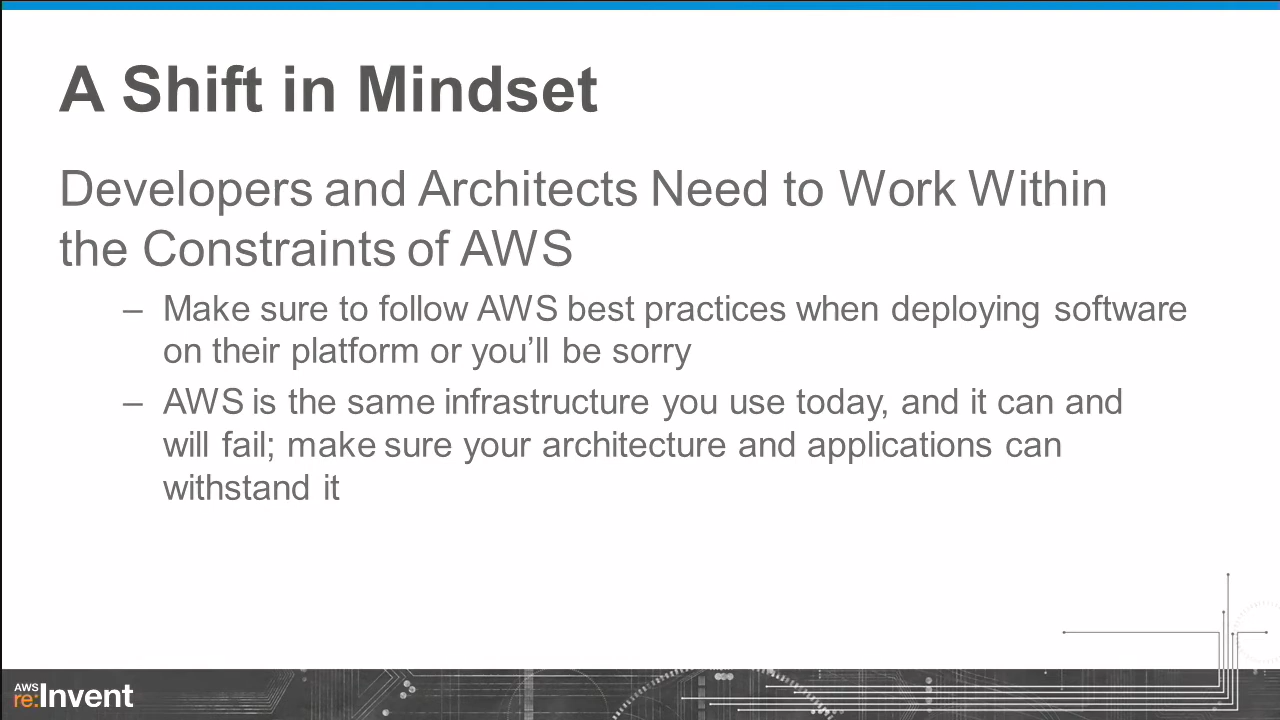 A Shift in Mindset
Developers and Architects Need to Work Within
the Constraints of AWS
– Make sure to follow AWS best practices when deploying software
on their platform or you’ll be sorry
– AWS is the same infrastructure you use today, and it can and
will fail; make sure your architecture and applications can
withstand it
AWS
re:Invent